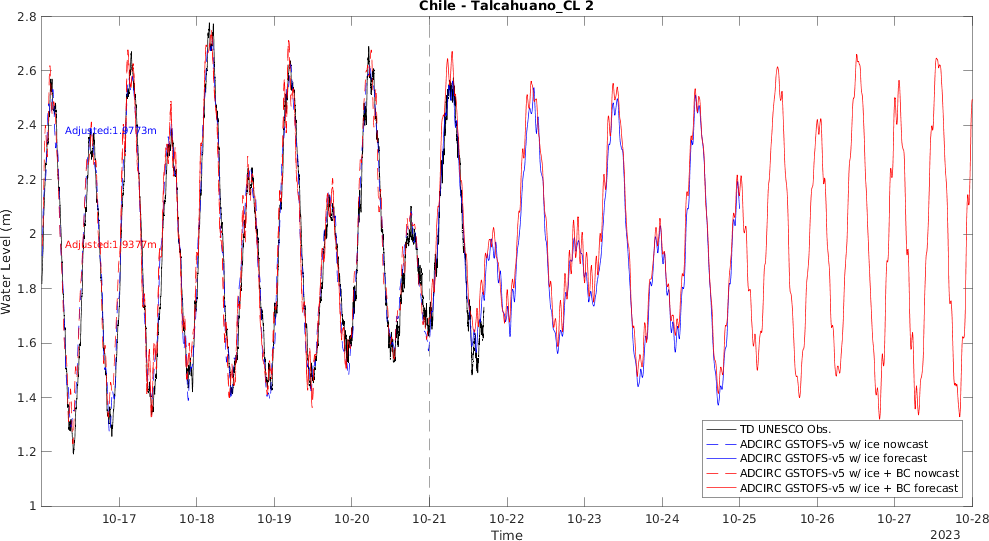 Chile - Talcahuano_CL 2
2.8
2.6
2.4
2.2
2
1.8
1.6
1.4
1.2
1
Water Level (m)
Adjusted:1.9773m
Adjusted:1.9377m
TD UNESCO Obs.
ADCIRC GSTOFS-v5 w/ ice nowcast
ADCIRC GSTOFS-v5 w/ ice forecast
ADCIRC GSTOFS-v5 w/ ice + BC nowcast
ADCIRC GSTOFS-v5 w/ ice + BC forecast
10-17 10-18 10-19 10-20 10-21 10-22 10-23 10-24 10-25 10-26 10-27 10-28
Time
2023